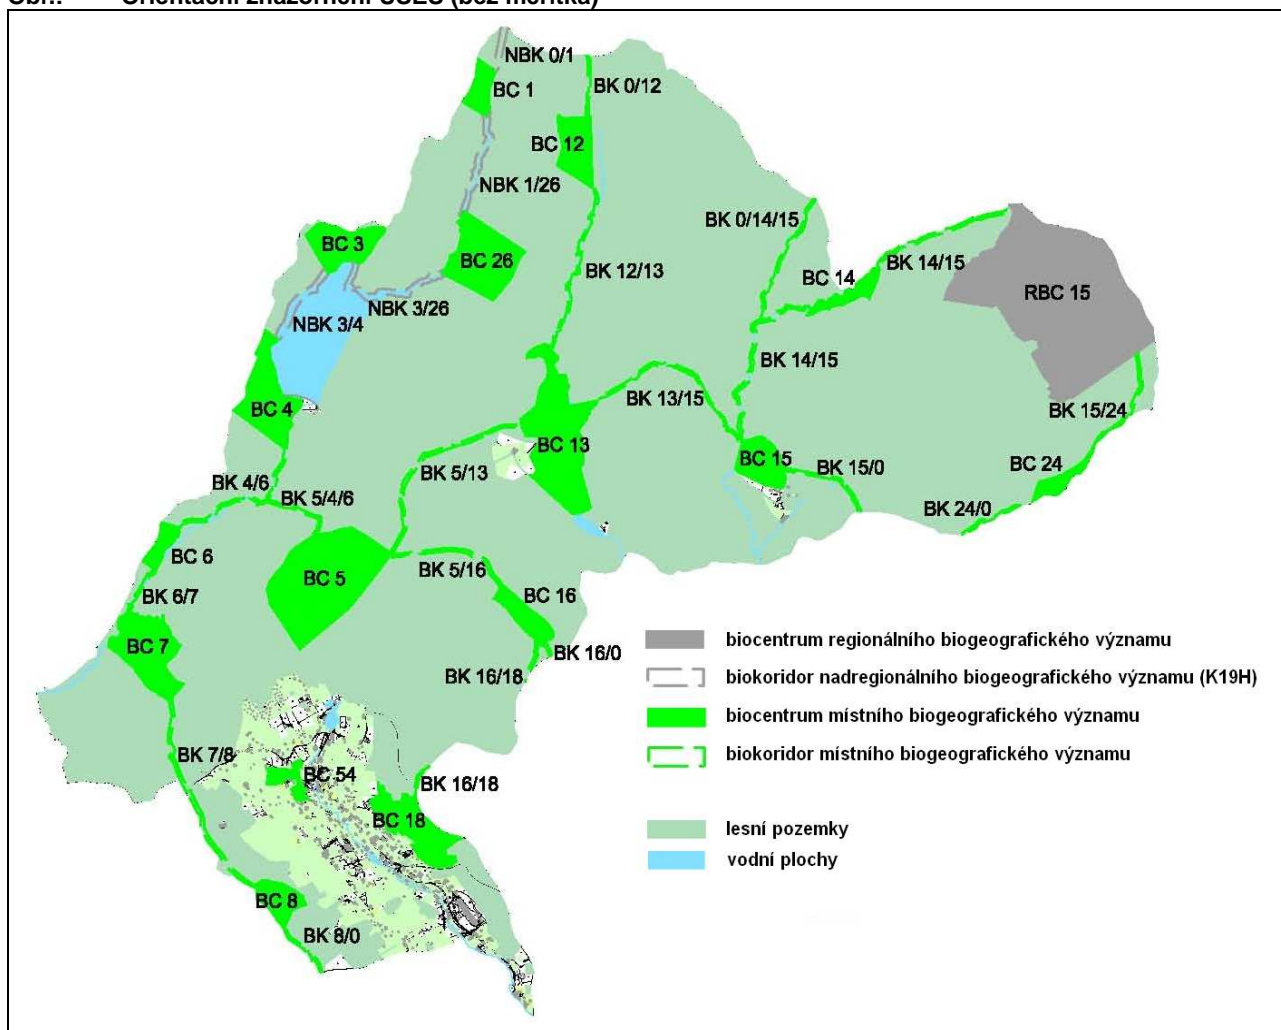 Obr.: Orientační znázornění ÚSES (bez měřítka)
NBK 0/1
BC 1
BK 0/12
BC 12
NBK 1/26
BK 0/14/15
BC 3
BC 26
BK 12/13
BC 14
BK 14/15
RBC 15
NBK 3/26
NBK 3/4
BK 14/15
BK 13/15
BK 15/24
BC 4
BC 13
BC 15
BK 15/0
BC 24
BK 5/13
BK 4/6
BK 5/4/6
BK 24/0
BC 6
BC 5
BK 5/16
BC 16
BK 6/7
BC 7
BK 16/0
BK 16/18
BK 7/8
BC 54
BK 16/18
BC 18
BC 8
BK 8/0
biocentrum regionálního biogeografického významu
biokoridor nadregionálního biogeografického významu (K19H)
biocentrum místního biogeografického významu
biokoridor místního biogeografického významu
lesní pozemky
vodní plochy